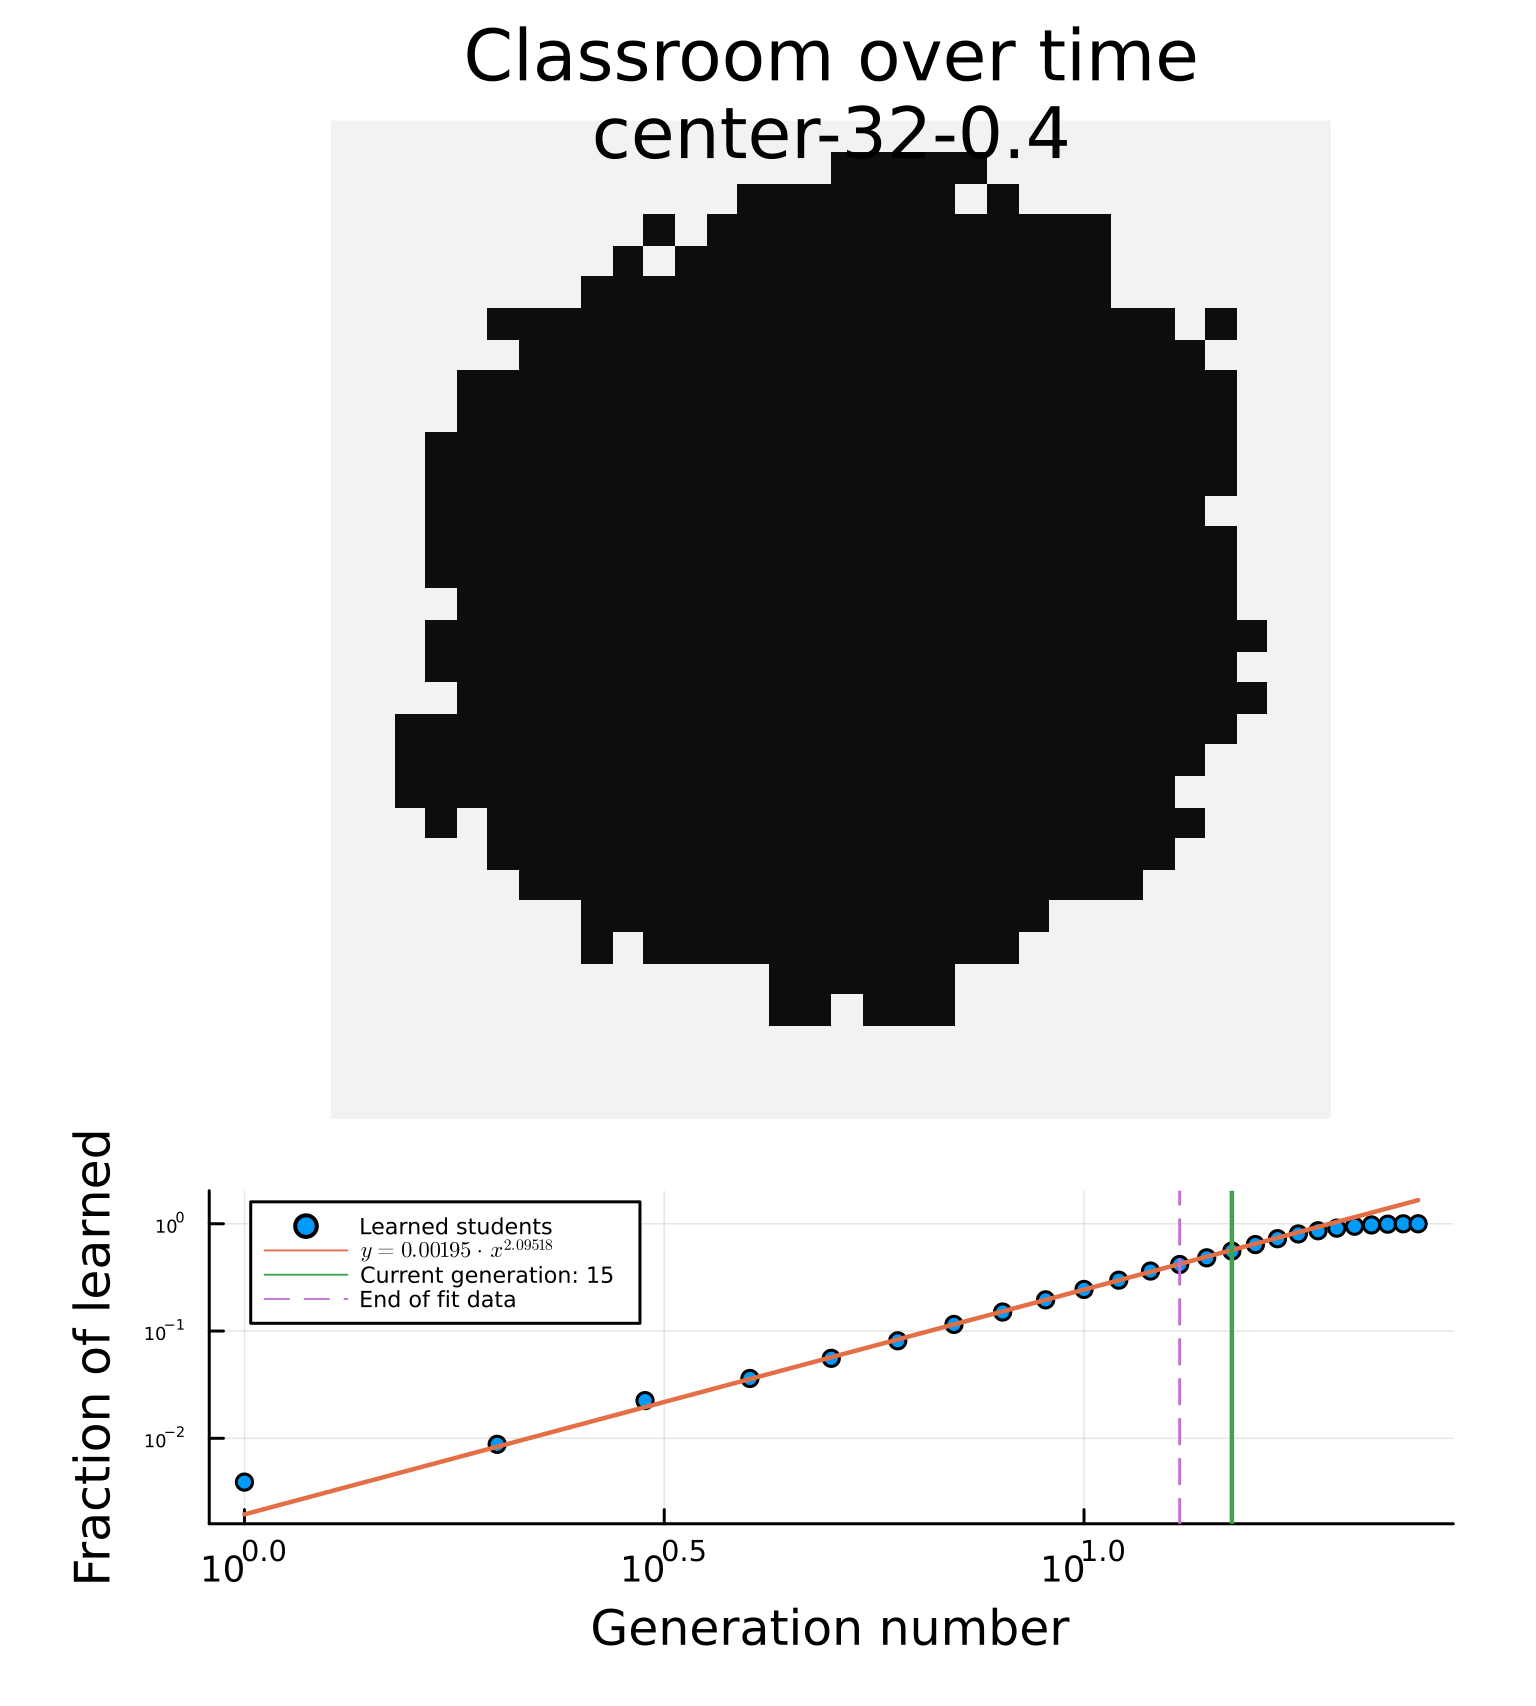 Classroom over time
center-32-0.4
Fraction of learned
10⁰
10⁻¹
10⁻²
Learned students
y = 0.00195 · x^2.09518
Current generation: 15
End of fit data
10^0.0
10^0.5
10^1.0
Generation number